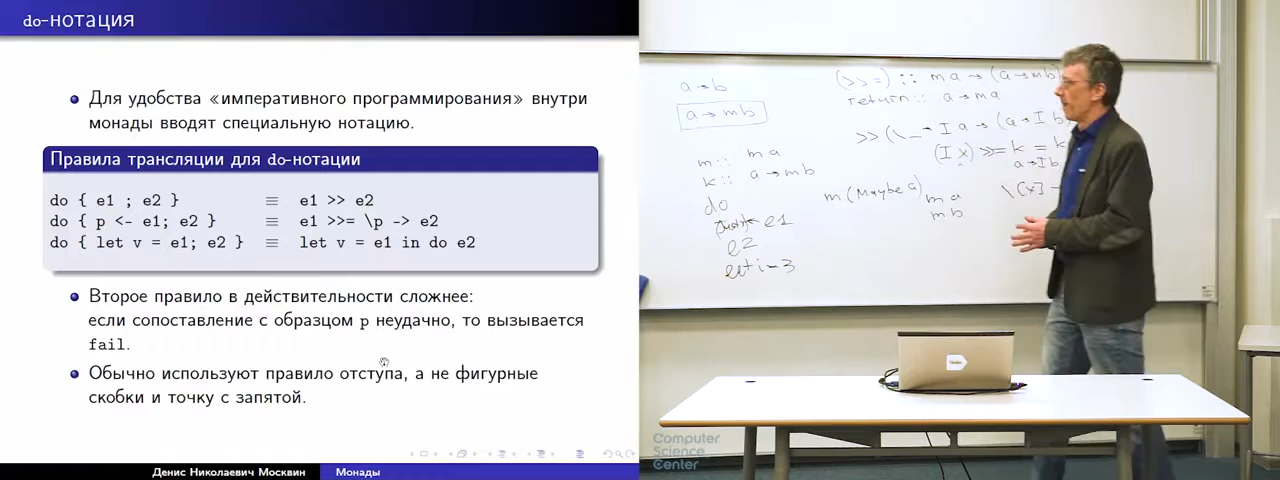 do-нотация
Для удобства «императивного программирования» внутри
монады вводят специальную нотацию.
Правила трансляции для do-нотации
do { e1 ; e2 } ≡ e1 >> e2
do { p <- e1; e2 } ≡ e1 >>= \p -> e2
do { let v = e1; e2 } ≡ let v = e1 in do e2
Второе правило в действительности сложнее:
если сопоставление с образцом p неудачно, то вызывается
fail.
Обычно используют правило отступа, а не фигурные
скобки и точку с запятой.
Денис Николаевич Москвин Монады
a → b
a → m b
m :: m a
k :: a → m b
do
e1
e2
let i = 3
(>>=) :: m a → (a → m b)
return :: a → m a
>> (\_ → I a → (a → I b)
(I x) >>= k = k
a → I b
m (Maybe a)
m a
m b
\[x] →
Computer
Science
Center